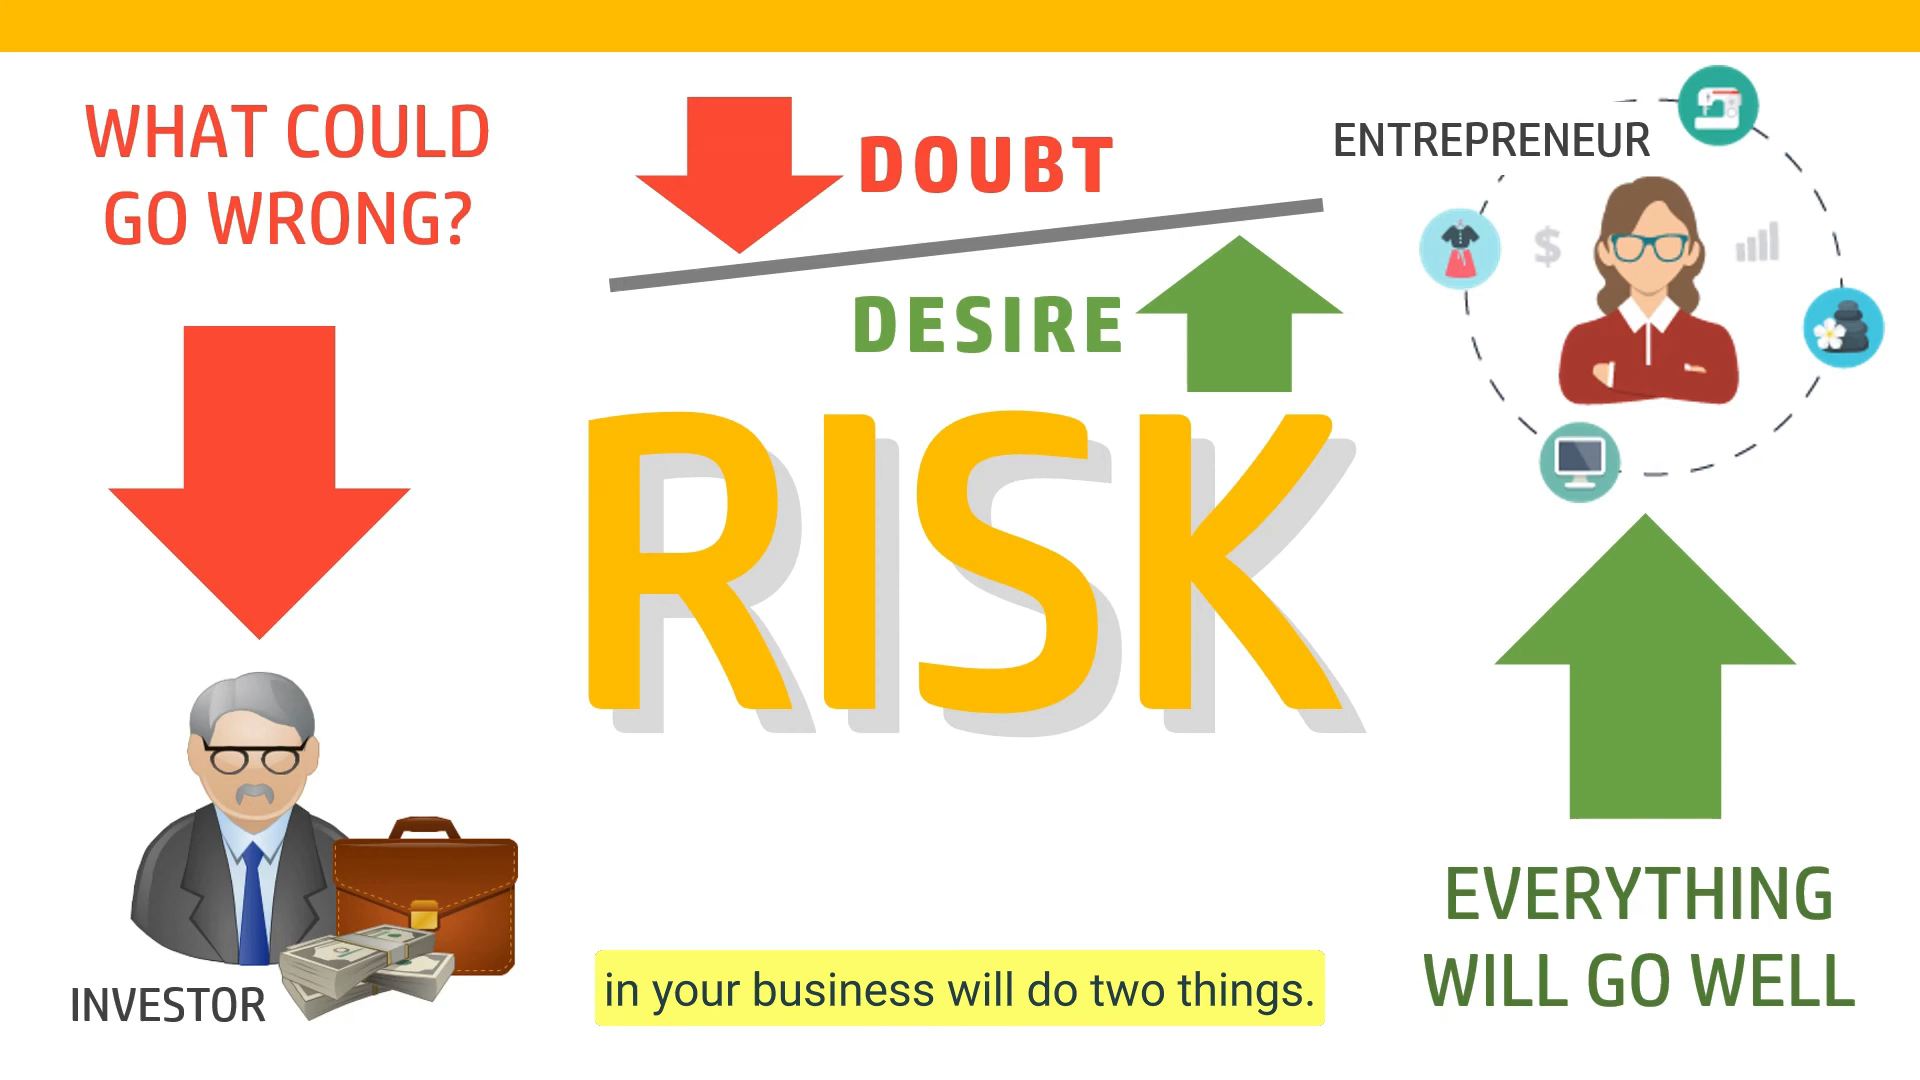 WHAT COULD
GO WRONG?
DOUBT
DESIRE
ENTREPRENEUR
$
RISK
INVESTOR
EVERYTHING
WILL GO WELL
in your business will do two things.